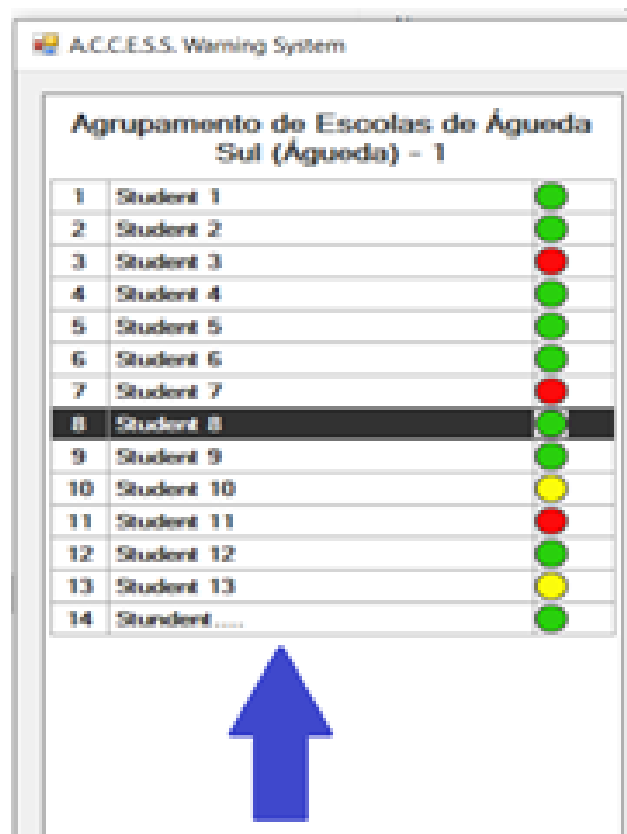 A.C.C.E.S.S. Warning System
Agrupamento de Escolas de Águeda
Sul (Águeda) - 1
1 Student 1
2 Student 2
3 Student 3
4 Student 4
5 Student 5
6 Student 6
7 Student 7
8 Student 8
9 Student 9
10 Student 10
11 Student 11
12 Student 12
13 Student 13
14 Stundent....